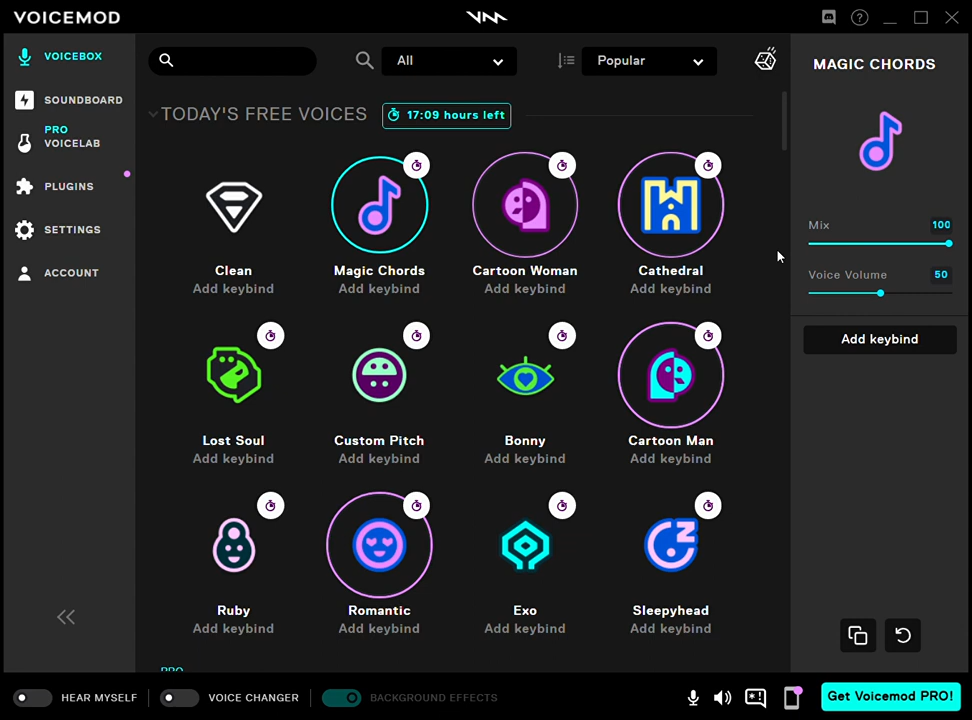 VOICEMOD
VOICEBOX
SOUNDBOARD
PRO
VOICELAB
PLUGINS
SETTINGS
ACCOUNT
All
Popular
TODAY'S FREE VOICES
17:09 hours left
Clean
Add keybind
Magic Chords
Add keybind
Cartoon Woman
Add keybind
Cathedral
Add keybind
Lost Soul
Add keybind
Custom Pitch
Add keybind
Bonny
Add keybind
Cartoon Man
Add keybind
Ruby
Add keybind
Romantic
Add keybind
Exo
Add keybind
Sleepyhead
Add keybind
PRO
MAGIC CHORDS
Mix 100
Voice Volume 50
Add keybind
HEAR MYSELF
VOICE CHANGER
BACKGROUND EFFECTS
Get Voicemod PRO!